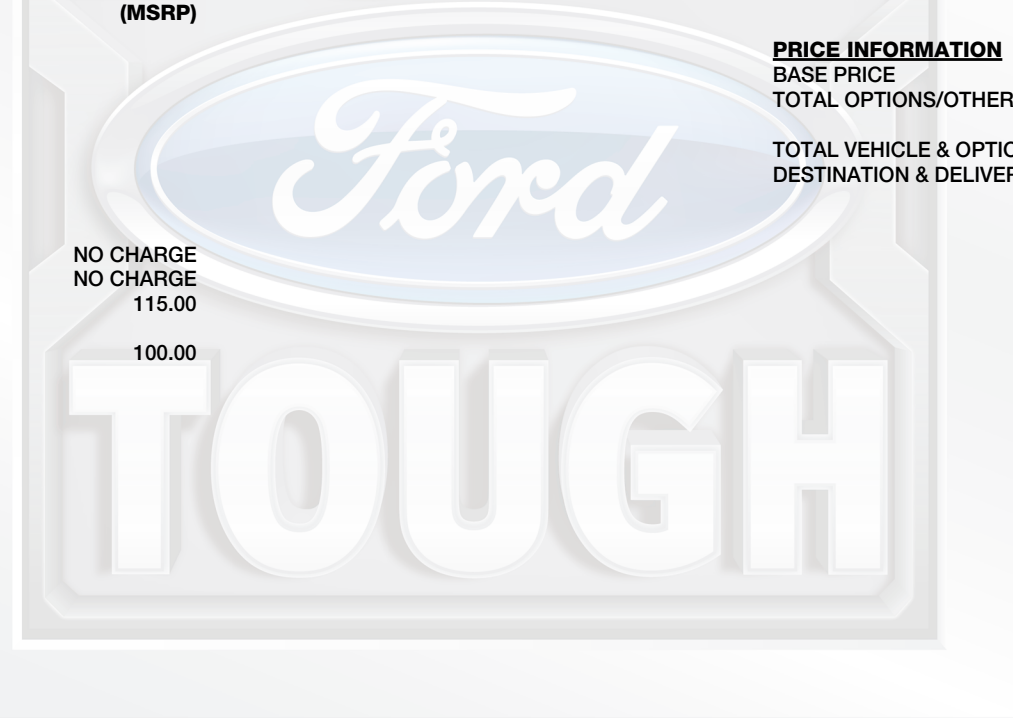 (MSRP)
PRICE INFORMATION
BASE PRICE
TOTAL OPTIONS/OTHER
TOTAL VEHICLE & OPTIO
DESTINATION & DELIVER
NO CHARGE
NO CHARGE
115.00
100.00
Ford
TOUGH